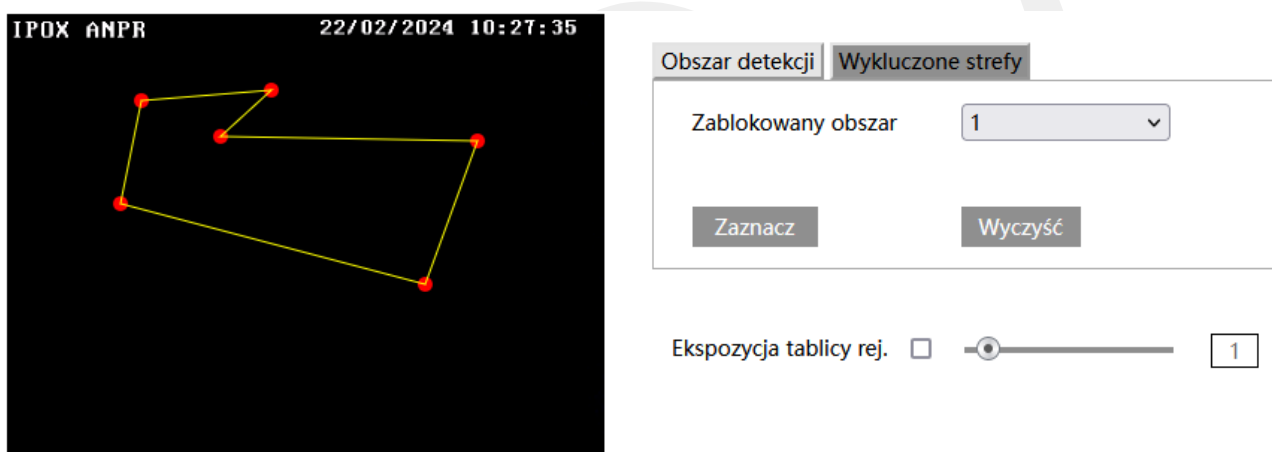 IPOX ANPR 22/02/2024 10:27:35
Obszar detekcji Wykluczone strefy
Zablokowany obszar 1
Zaznacz Wyczyść
Ekspozycja tablicy rej. 1